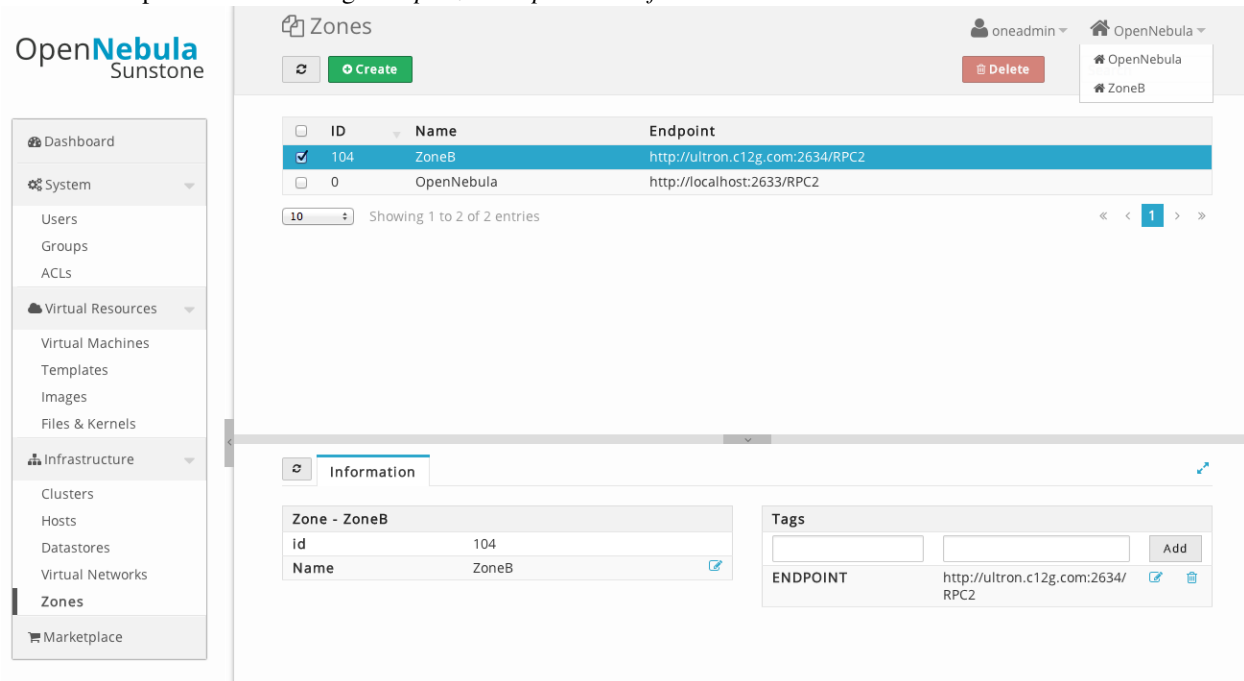 OpenNebula
Sunstone
Dashboard
System
Users
Groups
ACLs
Virtual Resources
Virtual Machines
Templates
Images
Files & Kernels
Infrastructure
Clusters
Hosts
Datastores
Virtual Networks
Zones
Marketplace
Zones
oneadmin
OpenNebula
Create
Delete
OpenNebula
ZoneB
ID Name Endpoint
104 ZoneB http://ultron.c12g.com:2634/RPC2
0 OpenNebula http://localhost:2633/RPC2
10 Showing 1 to 2 of 2 entries
« < 1 > »
Information
Zone - ZoneB
id 104
Name ZoneB
Tags
Add
ENDPOINT http://ultron.c12g.com:2634/
RPC2